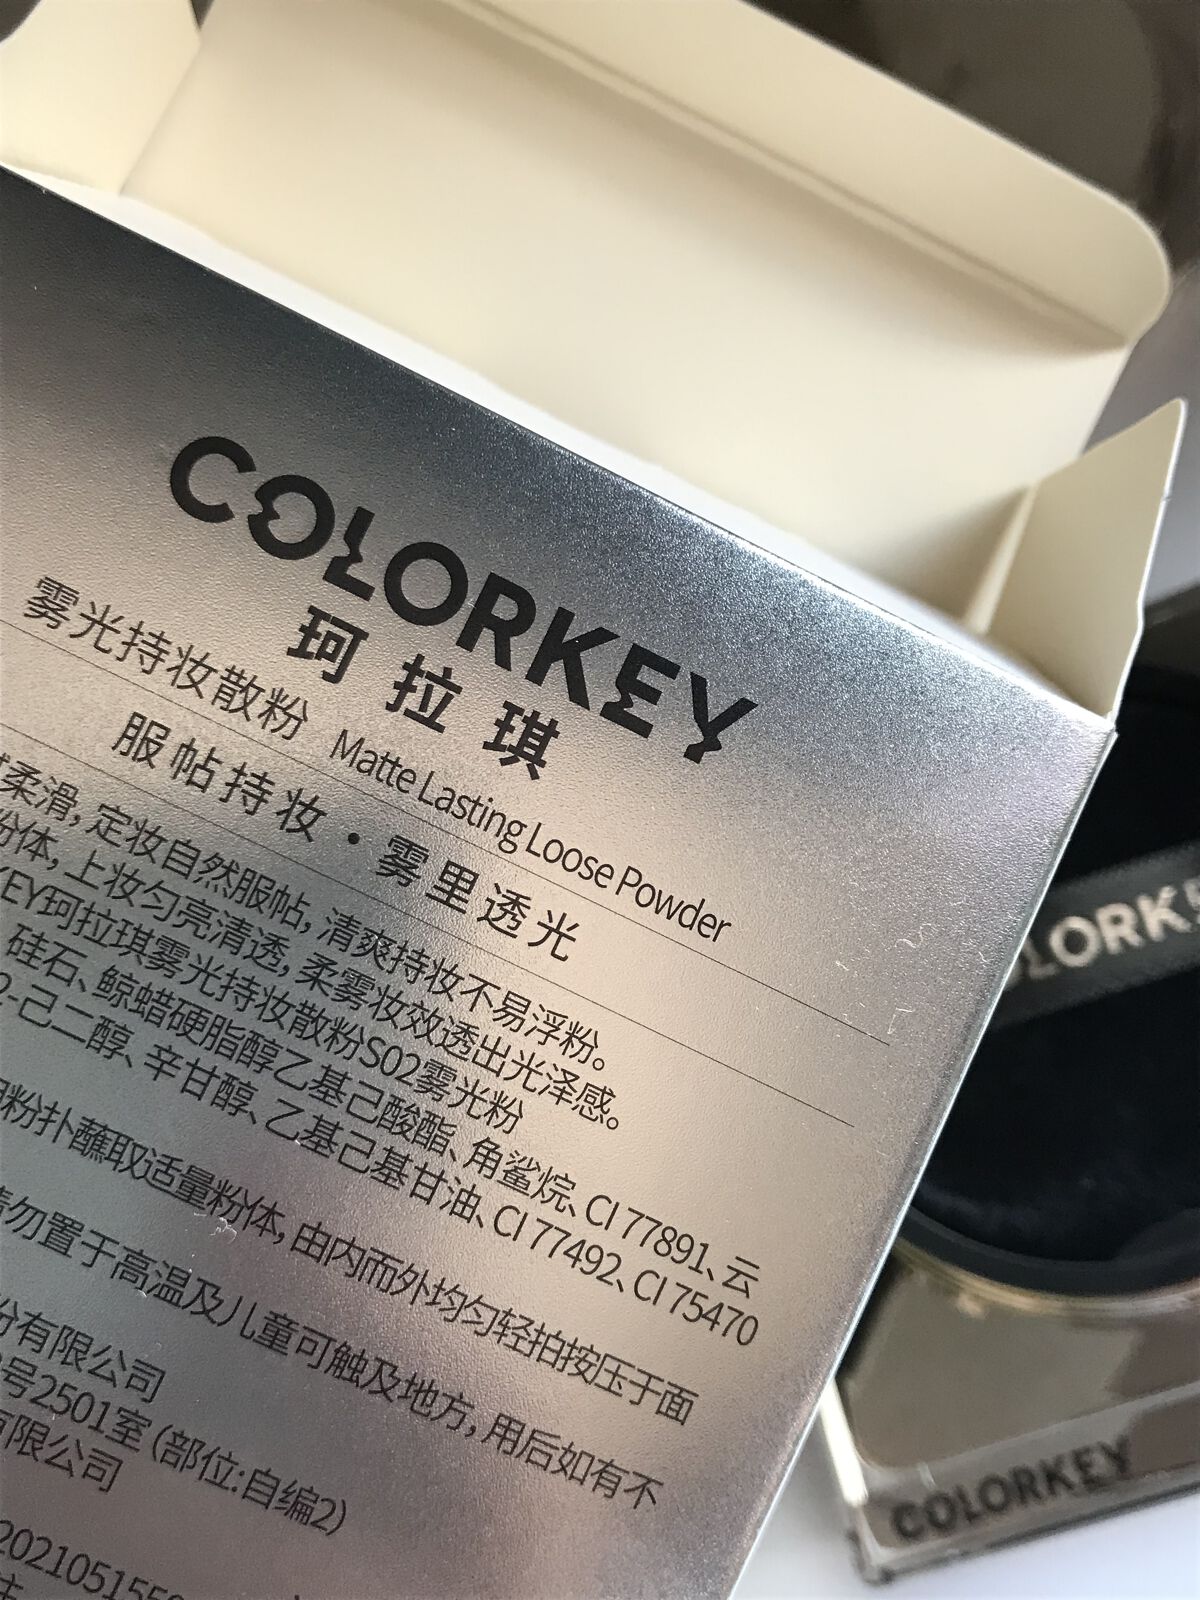 COLORKEY
珂拉琪
雾光持妆散粉 Matte Lasting Loose Powder
服帖持妆·雾里透光
柔滑,定妆自然服帖,清爽持妆不易浮粉。
粉体,上妆匀亮清透,柔雾妆效透出光泽感。
KEY珂拉琪雾光持妆散粉S02雾光粉
硅石、鲸蜡硬脂醇乙基己酸酯、角鲨烷、CI 77891、云
2-己二醇、辛甘醇、乙基己基甘油、CI 77492、CI 75470
用粉扑蘸取适量粉体,由内而外均匀轻拍按压于面
请勿置于高温及儿童可触及地方,用后如有不
份有限公司
号2501室(部位:自编2)
有限公司
202105155
注
OLORKE
COLORKEY